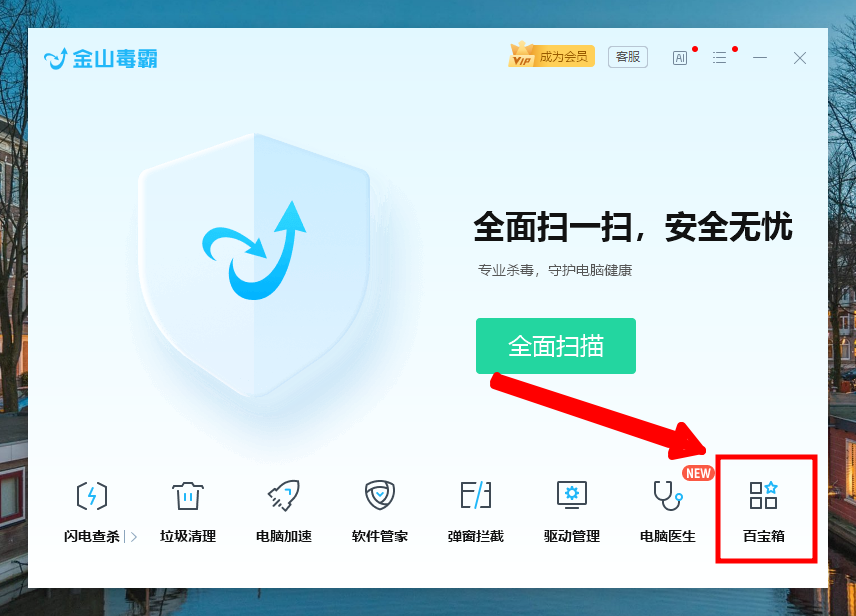 金山毒霸
VIP 成为会员
客服
AI
全面扫一扫，安全无忧
专业杀毒，守护电脑健康
全面扫描
NEW
闪电查杀
垃圾清理
电脑加速
软件管家
弹窗拦截
驱动管理
电脑医生
百宝箱